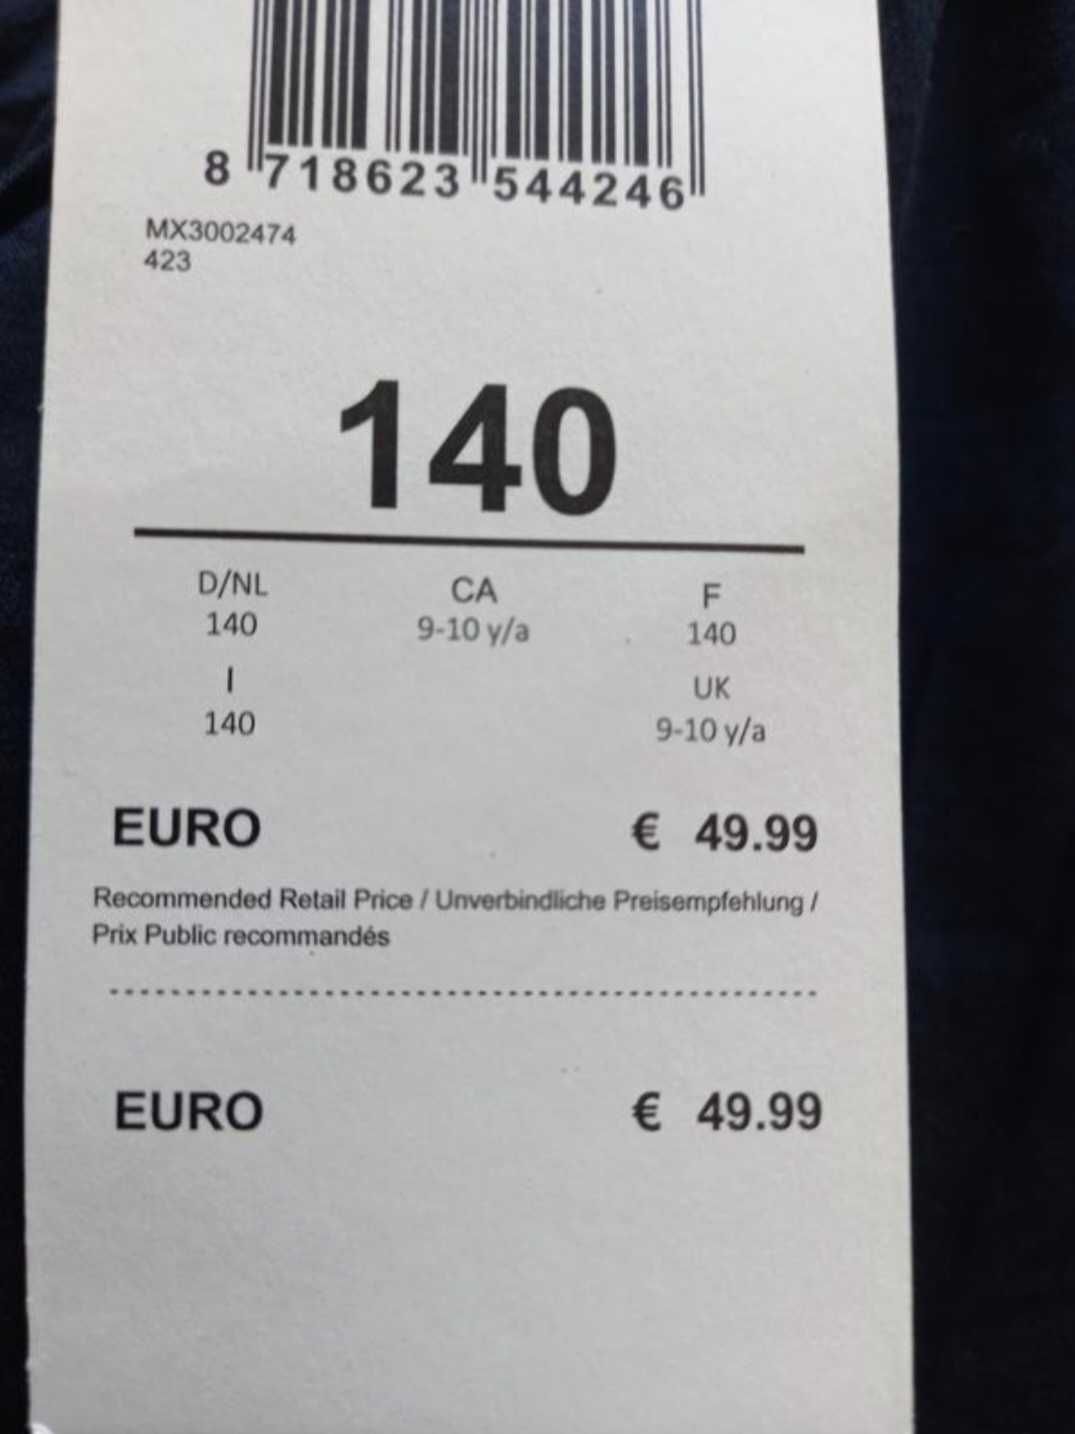 8 718623 544246
MX3002474
423
140
D/NL CA F
140 9-10 y/a 140
I UK
140 9-10 y/a
EURO € 49.99
Recommended Retail Price / Unverbindliche Preisempfehlung /
Prix Public recommandés
EURO € 49.99